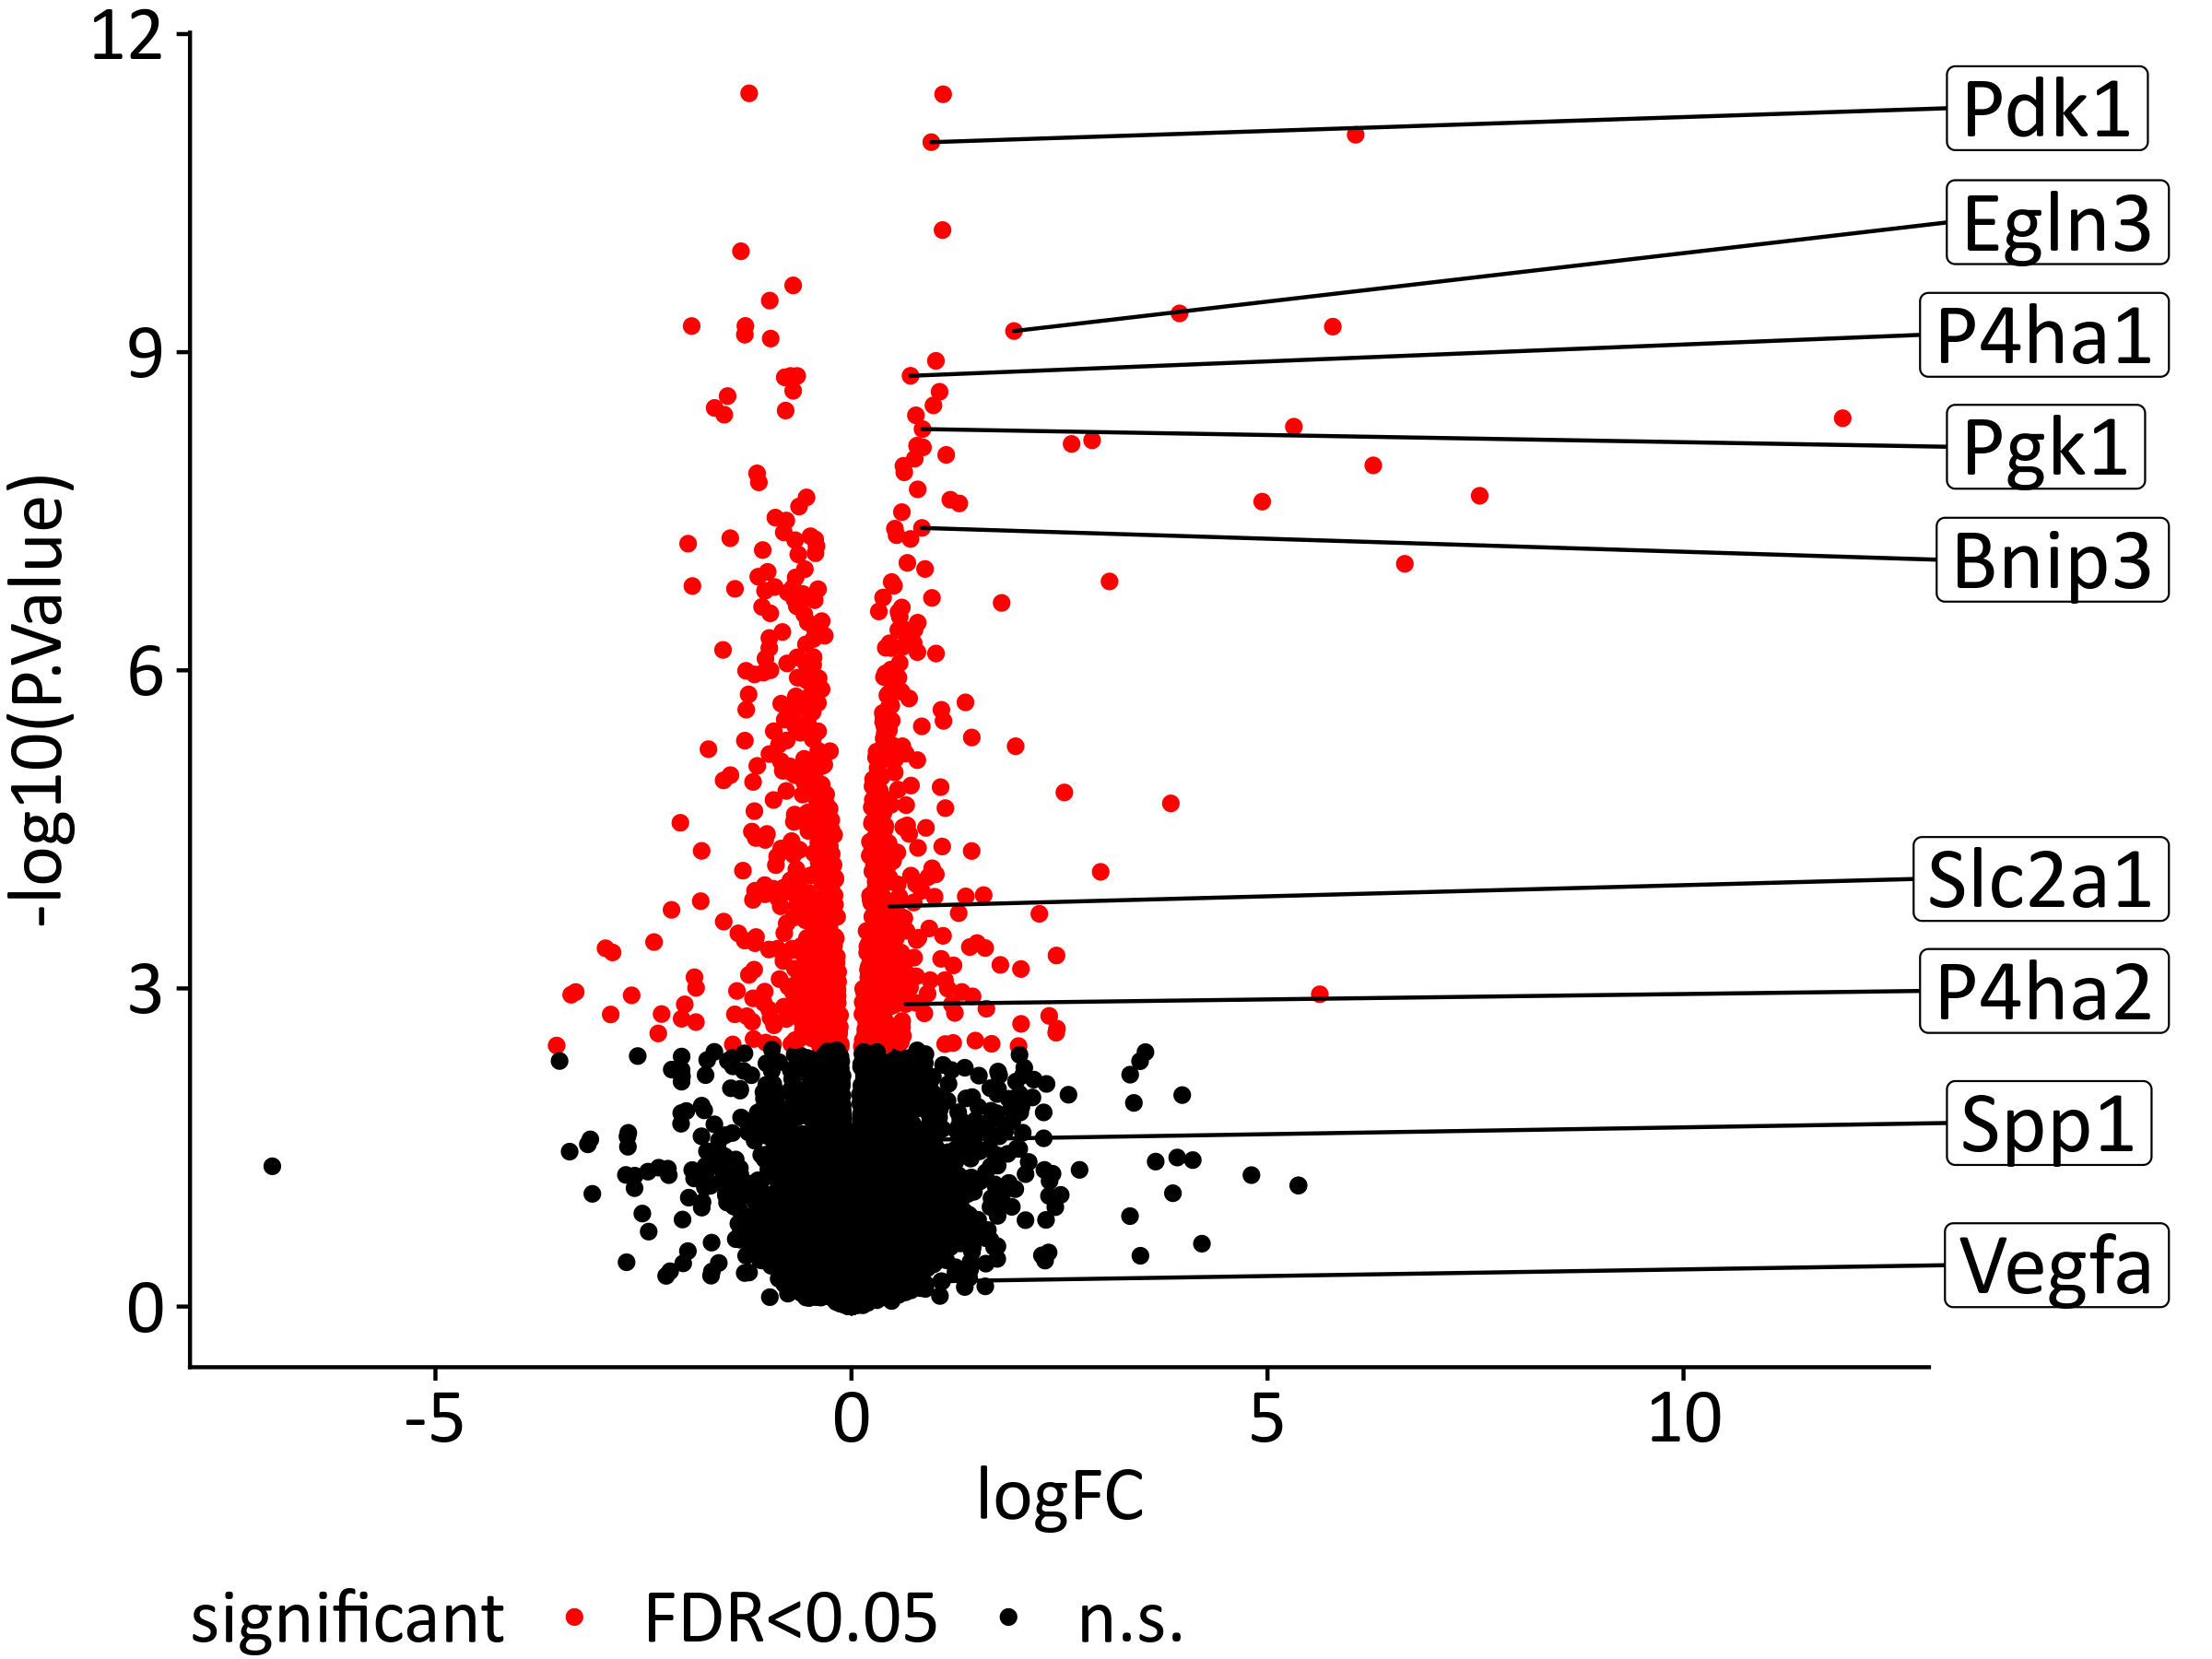 12
9
6
3
0
-log10(P.Value)
Pdk1
Egln3
P4ha1
Pgk1
Bnip3
Slc2a1
P4ha2
Spp1
Vegfa
-5 0 5 10
logFC
significant FDR<0.05 n.s.